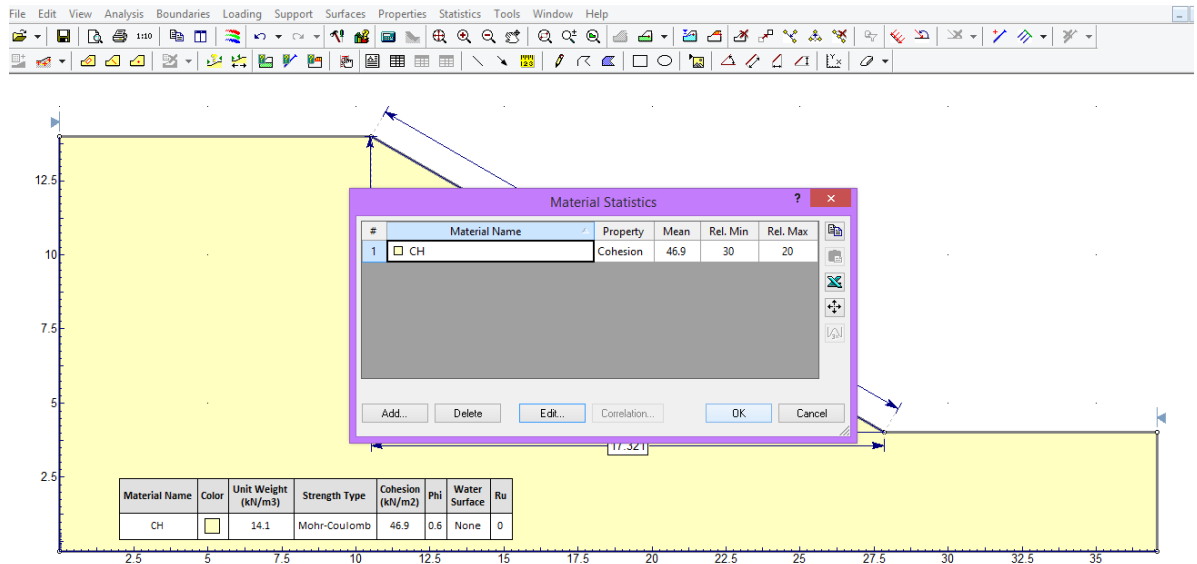 File Edit View Analysis Boundaries Loading Support Surfaces Properties Statistics Tools Window Help
1:10
Material Statistics ?
# Material Name Property Mean Rel. Min Rel. Max
1 CH Cohesion 46.9 30 20
Add... Delete Edit... Correlation... OK Cancel
17.321
12.5
10
7.5
5
2.5
Material Name Color Unit Weight (kN/m3) Strength Type Cohesion (kN/m2) Phi Water Surface Ru
CH 14.1 Mohr-Coulomb 46.9 0.6 None 0
2.5 5 7.5 10 12.5 15 17.5 20 22.5 25 27.5 30 32.5 35